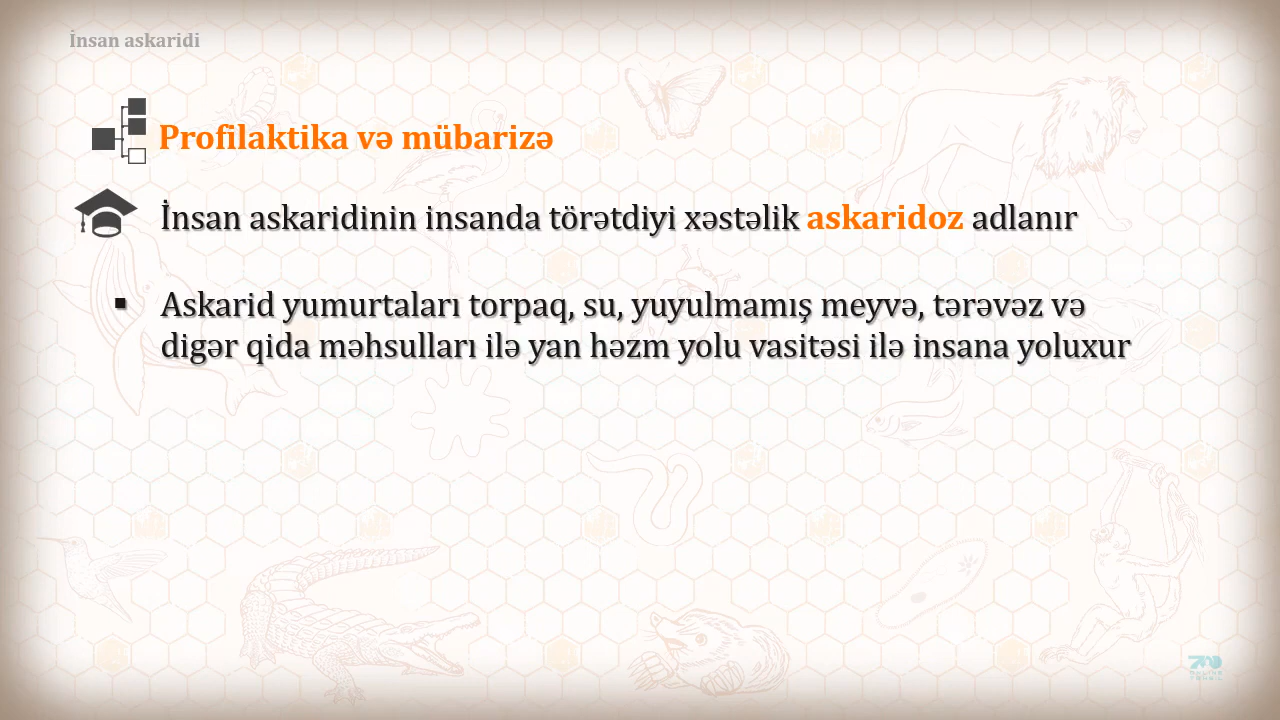 İnsan askaridi
Profilaktika və mübarizə
İnsan askaridinin insanda törətdiyi xəstəlik askaridoz adlanır
Askarid yumurtaları torpaq, su, yuyulmamış meyvə, tərəvəz və
digər qida məhsulları ilə yan həzm yolu vasitəsi ilə insana yoluxur